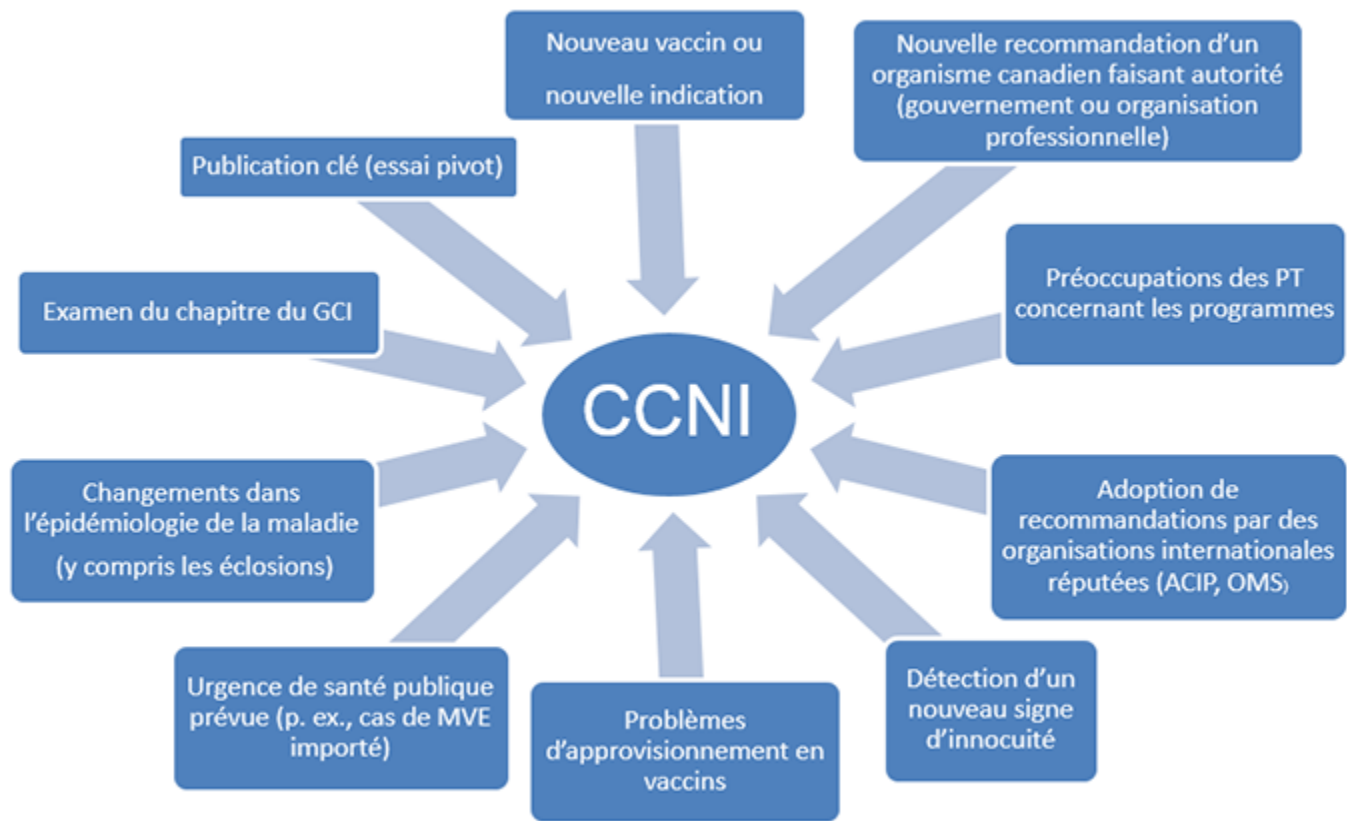 Nouveau vaccin ou
nouvelle indication
Nouvelle recommandation d’un
organisme canadien faisant autorité
(gouvernement ou organisation
professionnelle)
Publication clé (essai pivot)
Préoccupations des PT
concernant les programmes
Examen du chapitre du GCI
CCNI
Changements dans
l’épidémiologie de la maladie
(y compris les éclosions)
Adoption de
recommandations par des
organisations internationales
réputées (ACIP, OMS)
Urgence de santé publique
prévue (p. ex., cas de MVE
importé)
Problèmes
d’approvisionnement en
vaccins
Détection d’un
nouveau signe
d’innocuité